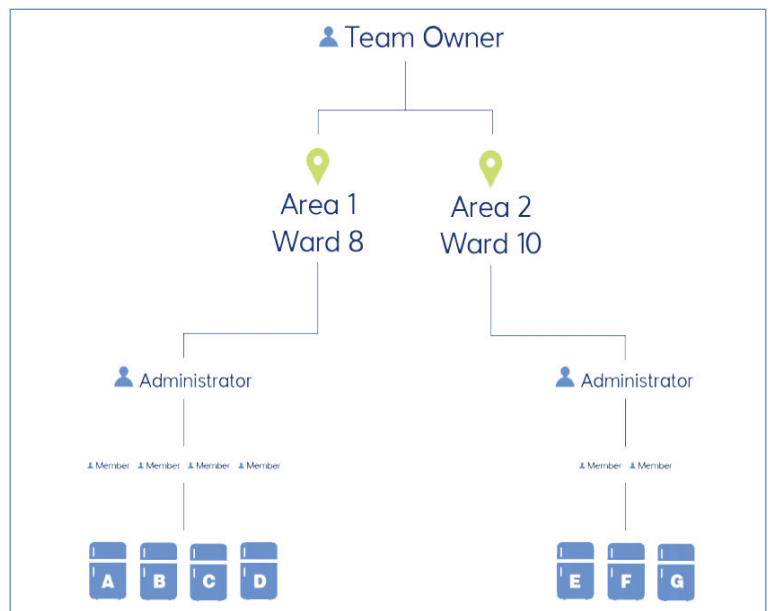 Team Owner
Area 1
Ward 8
Area 2
Ward 10
Administrator
Administrator
Member Member Member Member
Member Member
A B C D
E F G